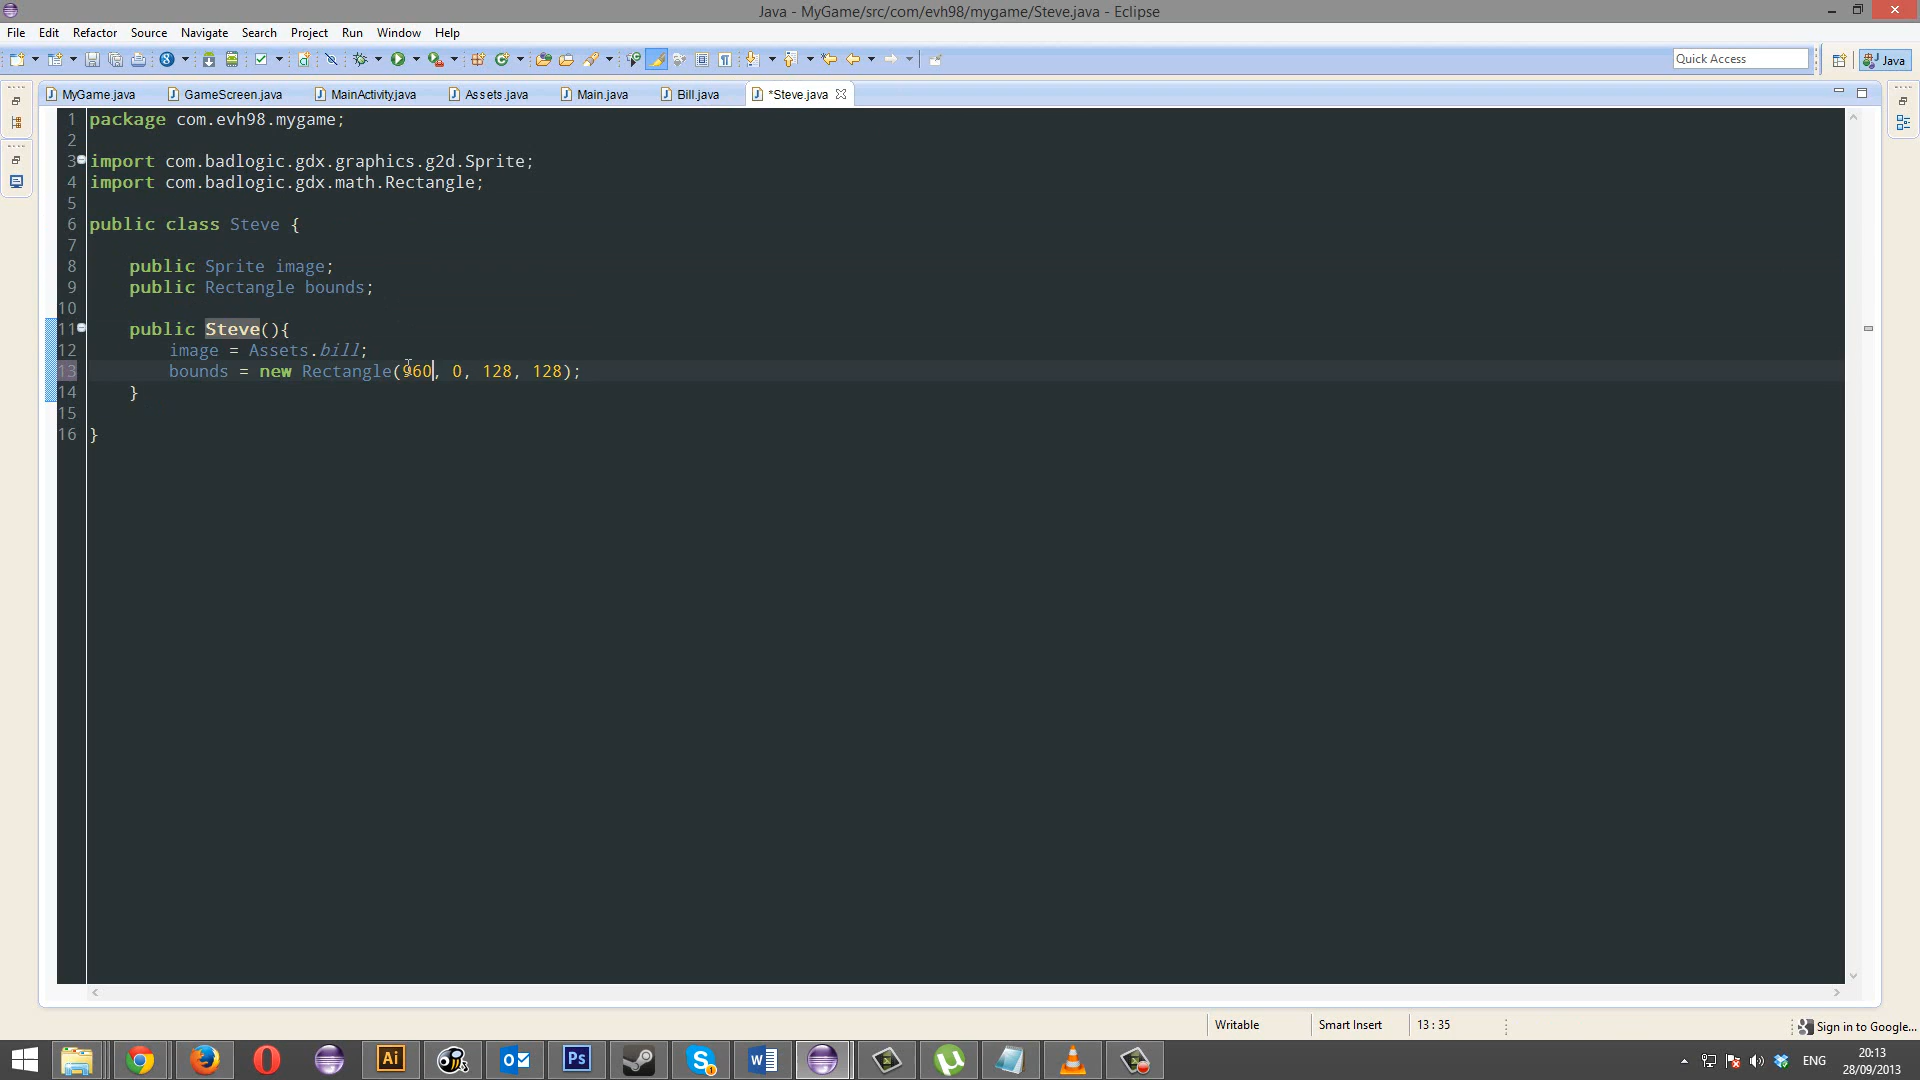 Java - MyGame/src/com/evh98/mygame/Steve.java - Eclipse
File Edit Refactor Source Navigate Search Project Run Window Help
Quick Access Java
MyGame.java GameScreen.java MainActivity.java Assets.java Main.java Bill.java *Steve.java
1 package com.evh98.mygame;
2
3 import com.badlogic.gdx.graphics.g2d.Sprite;
4 import com.badlogic.gdx.math.Rectangle;
5
6 public class Steve {
7
8 public Sprite image;
9 public Rectangle bounds;
10
11 public Steve(){
12 image = Assets.bill;
13 bounds = new Rectangle(960, 0, 128, 128);
14 }
15
16 }
Writable Smart Insert 13 : 35
Sign in to Google...
Ai Ps ENG 20:13
28/09/2013